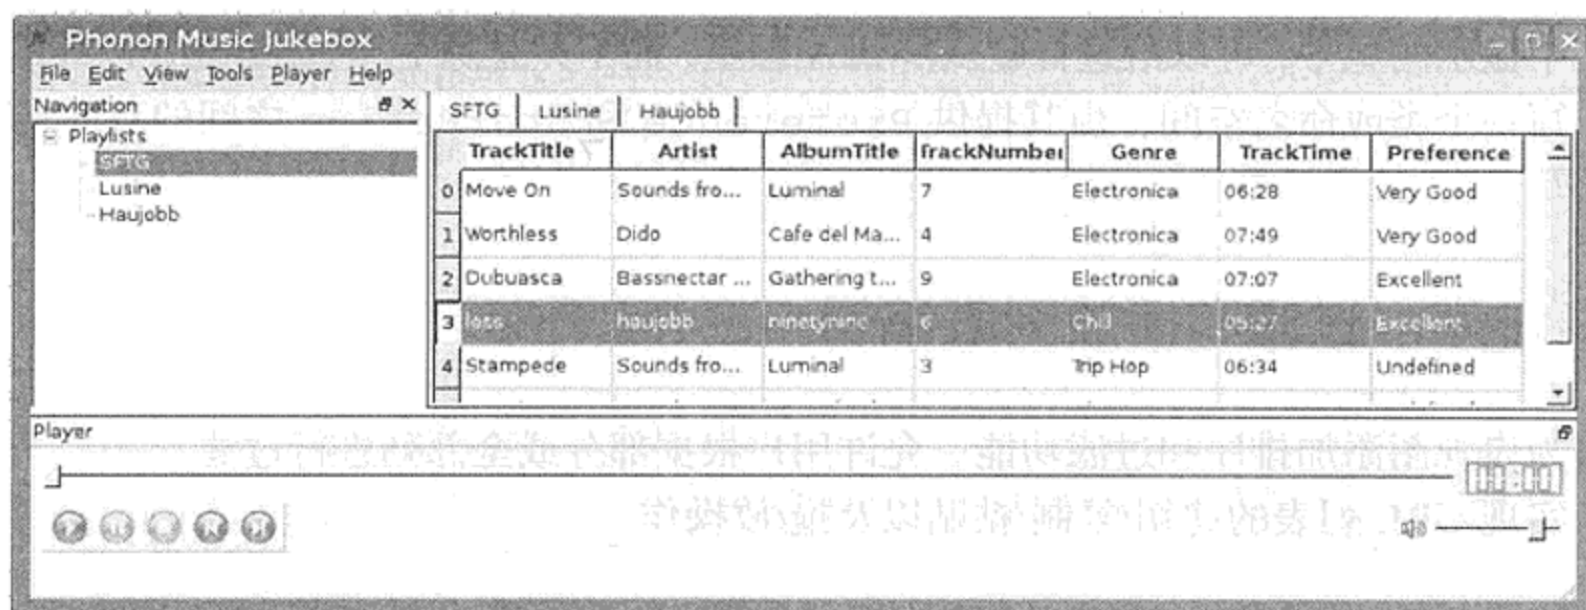 Phonon Music Jukebox
File Edit View Tools Player Help
Navigation
Playlists
SFTG
Lusine
Haujobb
SFTG Lusine Haujobb
TrackTitle Artist AlbumTitle TrackNumber Genre TrackTime Preference
0 Move On Sounds fro... Luminal 7 Electronica 06:28 Very Good
1 Worthless Dido Cafe del Ma... 4 Electronica 07:49 Very Good
2 Dubuasca Bassnectar ... Gathering t... 9 Electronica 07:07 Excellent
3 loss haujobb ninetynine 6 Chill 05:27 Excellent
4 Stampede Sounds fro... Luminal 3 Trip Hop 06:34 Undefined
Player
00:00